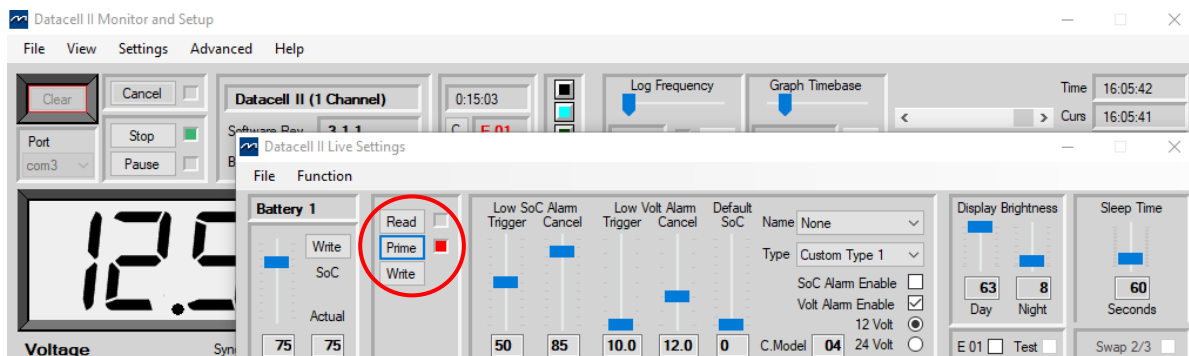 Datacell II Monitor and Setup
File View Settings Advanced Help
Clear
Cancel
Datacell II (1 Channel)
0:15:03
Log Frequency
Graph Timebase
Time 16:05:42
Curs 16:05:41
Port
com3
Stop
Pause
Software Rev 3.1.1
C E 01
Datacell II Live Settings
File Function
Battery 1
Write
SoC
Actual
75 75
Read
Prime
Write
Low SoC Alarm
Trigger Cancel
50 85
Low Volt Alarm
Trigger Cancel
10.0 12.0
Default
SoC
0
Name None
Type Custom Type 1
SoC Alarm Enable
Volt Alarm Enable
12 Volt
C.Model 04 24 Volt
Display Brightness
63 8
Day Night
E 01 Test
Sleep Time
60
Seconds
Swap 2/3
Voltage